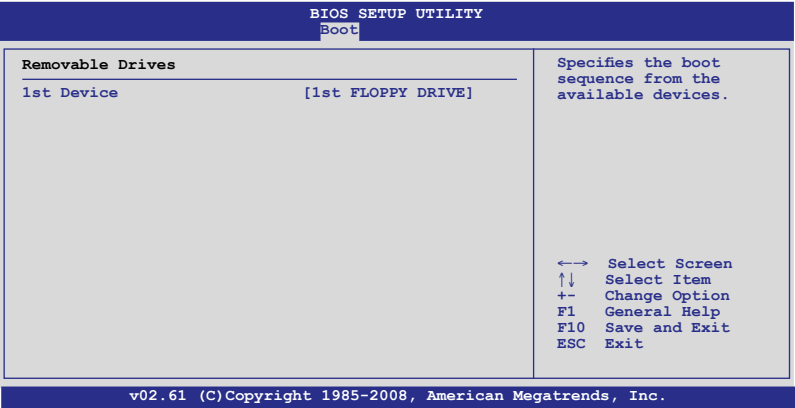 BIOS SETUP UTILITY
Boot
Removable Drives
1st Device [1st FLOPPY DRIVE]
Specifies the boot
sequence from the
available devices.
←→ Select Screen
↑↓ Select Item
+- Change Option
F1 General Help
F10 Save and Exit
ESC Exit
v02.61 (C)Copyright 1985-2008, American Megatrends, Inc.